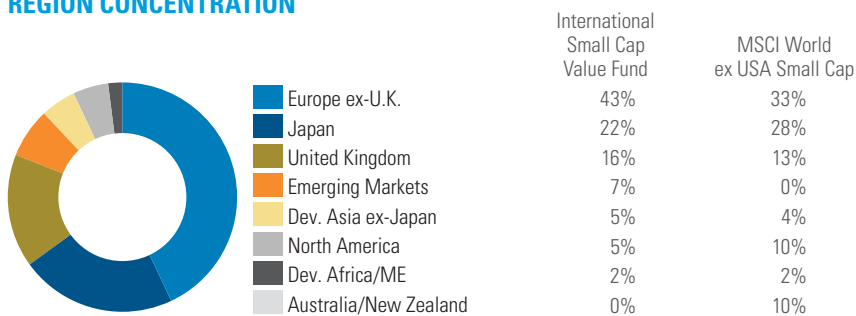 REGION CONCENTRATION
International
Small Cap
Value Fund
MSCI World
ex USA Small Cap
Europe ex-U.K. 43% 33%
Japan 22% 28%
United Kingdom 16% 13%
Emerging Markets 7% 0%
Dev. Asia ex-Japan 5% 4%
North America 5% 10%
Dev. Africa/ME 2% 2%
Australia/New Zealand 0% 10%